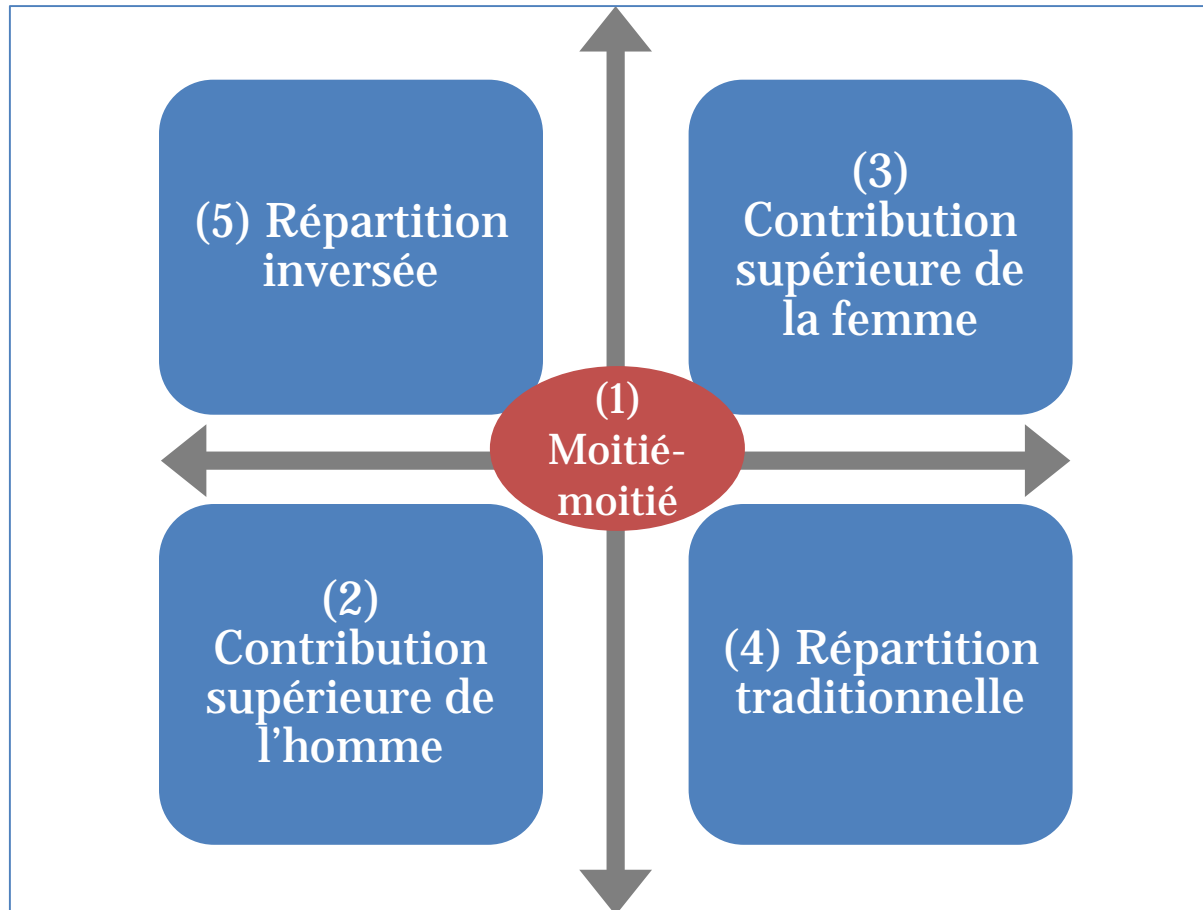 (5) Répartition
inversée
(3)
Contribution
supérieure de
la femme
(1)
Moitié-
moitié
(2)
Contribution
supérieure de
l’homme
(4) Répartition
traditionnelle